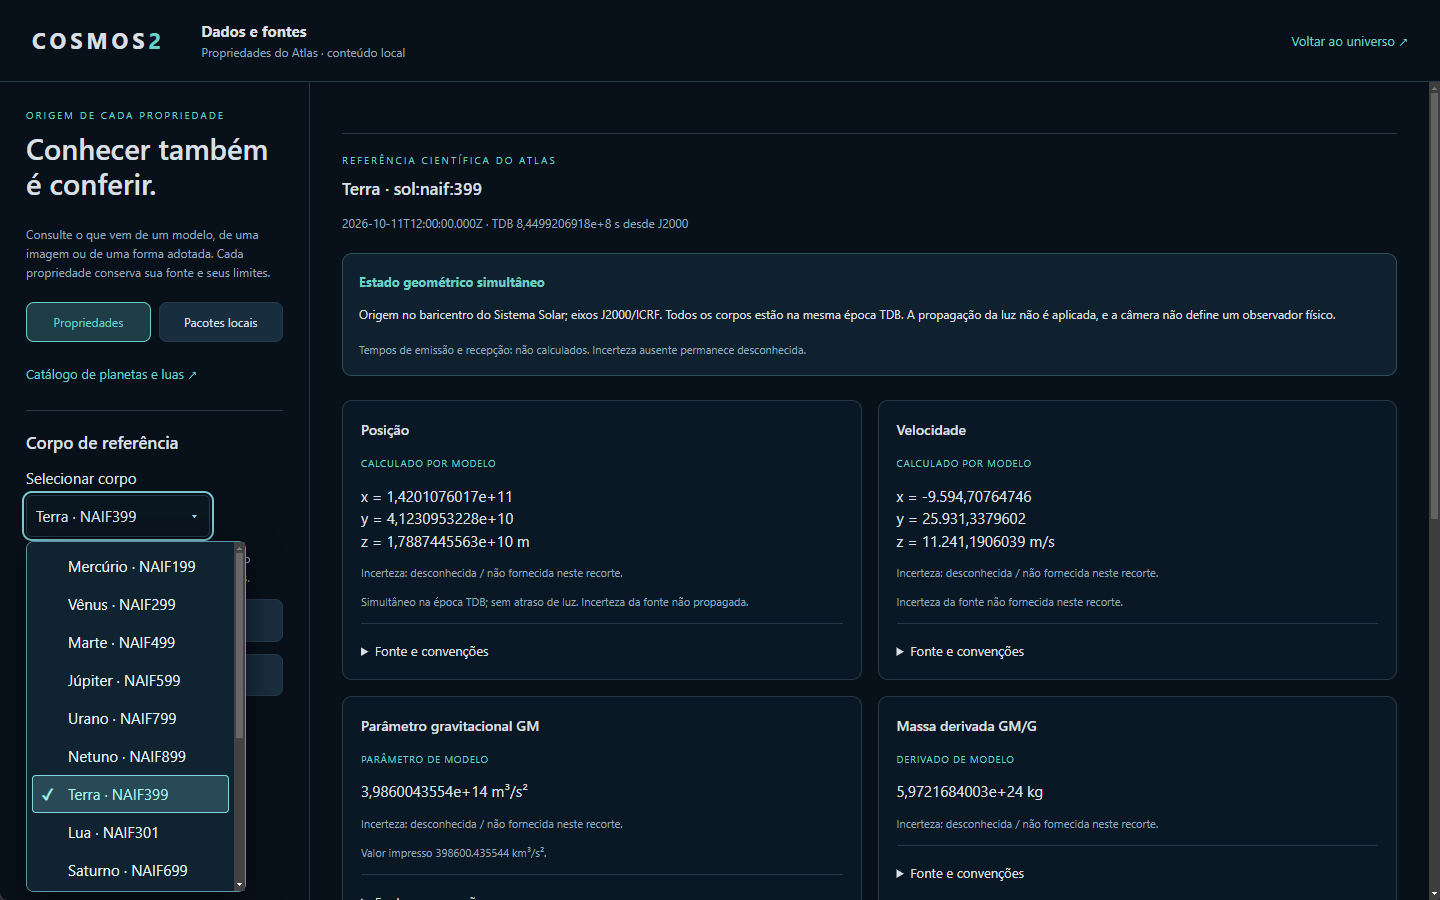 COSMOS2
Dados e fontes
Propriedades do Atlas · conteúdo local
Voltar ao universo ↗
ORIGEM DE CADA PROPRIEDADE
Conhecer também
é conferir.
Consulte o que vem de um modelo, de uma
imagem ou de uma forma adotada. Cada
propriedade conserva sua fonte e seus limites.
Propriedades
Pacotes locais
Catálogo de planetas e luas ↗
Corpo de referência
Selecionar corpo
Terra · NAIF399
Mercúrio · NAIF199
Vênus · NAIF299
Marte · NAIF499
Júpiter · NAIF599
Urano · NAIF799
Netuno · NAIF899
✓ Terra · NAIF399
Lua · NAIF301
Saturno · NAIF699
REFERÊNCIA CIENTÍFICA DO ATLAS
Terra · sol:naif:399
2026-10-11T12:00:00.000Z · TDB 8,4499206918e+8 s desde J2000
Estado geométrico simultâneo
Origem no baricentro do Sistema Solar; eixos J2000/ICRF. Todos os corpos estão na mesma época TDB. A propagação da luz não é aplicada, e a câmera não define um observador físico.
Tempos de emissão e recepção: não calculados. Incerteza ausente permanece desconhecida.
Posição
CALCULADO POR MODELO
x = 1,4201076017e+11
y = 4,1230953228e+10
z = 1,7887445563e+10 m
Incerteza: desconhecida / não fornecida neste recorte.
Simultâneo na época TDB; sem atraso de luz. Incerteza da fonte não propagada.
▶ Fonte e convenções
Velocidade
CALCULADO POR MODELO
x = -9.594,70764746
y = 25.931,3379602
z = 11.241,1906039 m/s
Incerteza: desconhecida / não fornecida neste recorte.
Incerteza da fonte não fornecida neste recorte.
▶ Fonte e convenções
Parâmetro gravitacional GM
PARÂMETRO DE MODELO
3,9860043554e+14 m³/s²
Incerteza: desconhecida / não fornecida neste recorte.
Valor impresso 398600.435544 km³/s².
Massa derivada GM/G
DERIVADO DE MODELO
5,9721684003e+24 kg
Incerteza: desconhecida / não fornecida neste recorte.
▶ Fonte e convenções